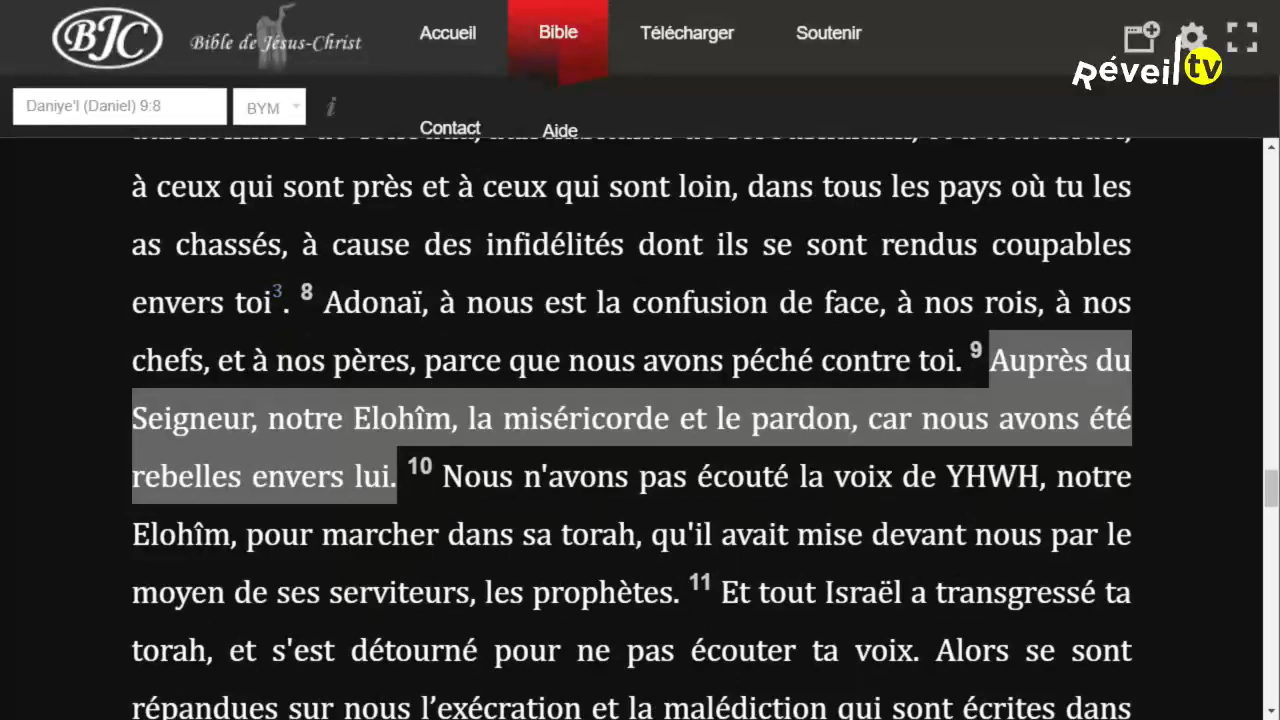 BJC
Bible de Jésus-Christ
Accueil
Bible
Télécharger
Soutenir
Réveil tv
Daniye'l (Daniel) 9:8
BYM
i
Contact
Aide
à ceux qui sont près et à ceux qui sont loin, dans tous les pays où tu les
as chassés, à cause des infidélités dont ils se sont rendus coupables
envers toi3. 8 Adonaï, à nous est la confusion de face, à nos rois, à nos
chefs, et à nos pères, parce que nous avons péché contre toi. 9 Auprès du
Seigneur, notre Elohîm, la miséricorde et le pardon, car nous avons été
rebelles envers lui. 10 Nous n'avons pas écouté la voix de YHWH, notre
Elohîm, pour marcher dans sa torah, qu'il avait mise devant nous par le
moyen de ses serviteurs, les prophètes. 11 Et tout Israël a transgressé ta
torah, et s'est détourné pour ne pas écouter ta voix. Alors se sont
répandues sur nous l’exécration et la malédiction qui sont écrites dans